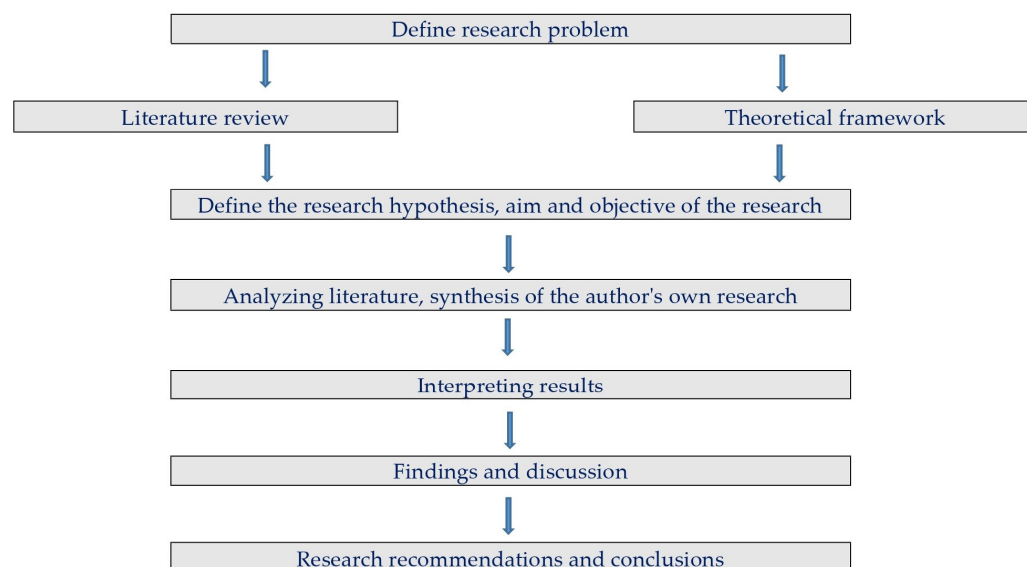 Define research problem
Literature review
Theoretical framework
Define the research hypothesis, aim and objective of the research
Analyzing literature, synthesis of the author's own research
Interpreting results
Findings and discussion
Research recommendations and conclusions